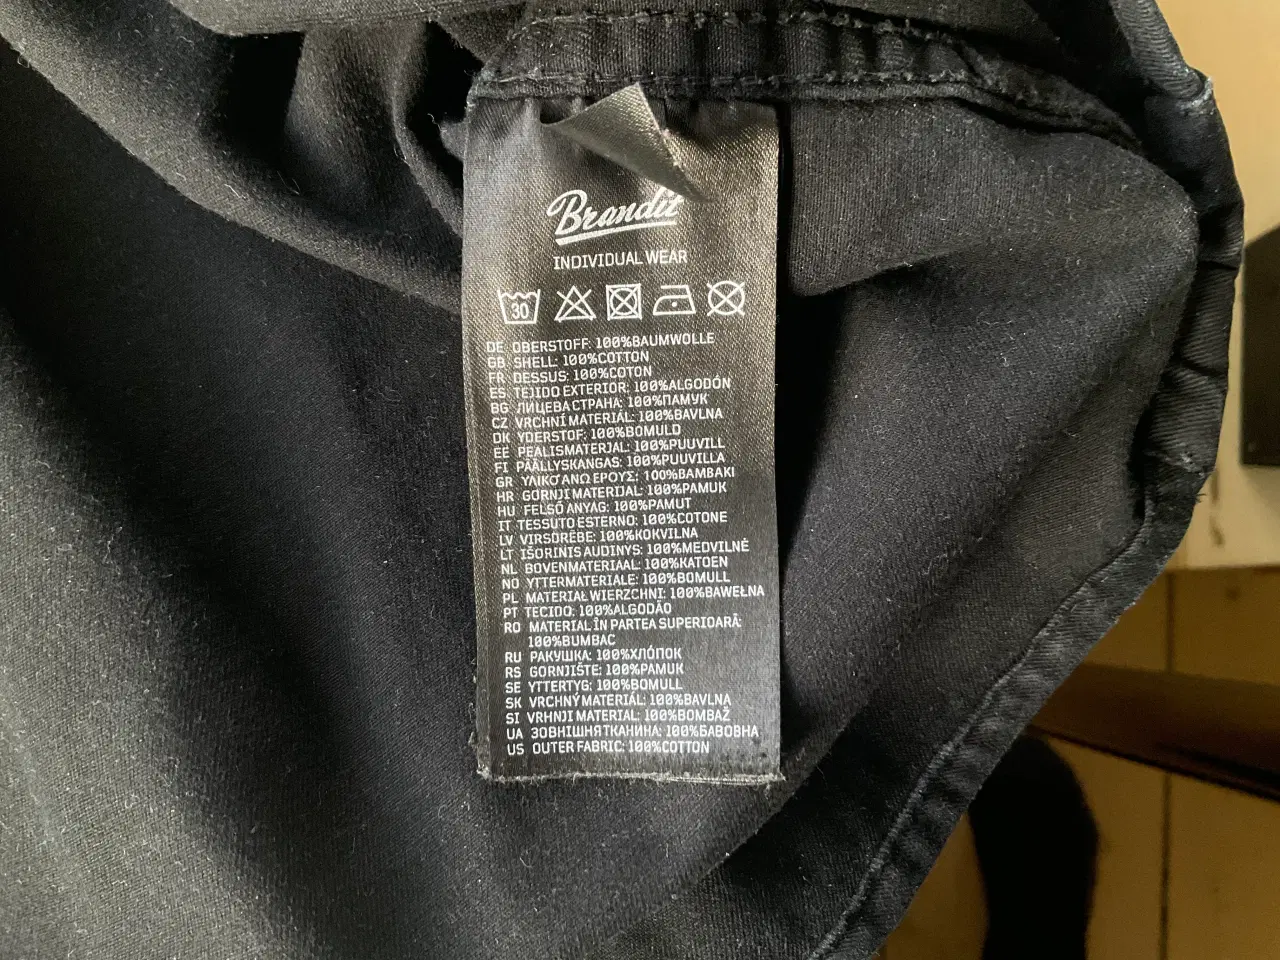 Brandit
INDIVIDUAL WEAR
30
DE OBERSTOFF: 100%BAUMWOLLE
GB SHELL: 100%COTTON
FR DESSUS: 100%COTON
ES TEJIDO EXTERIOR: 100%ALGODÓN
BG ЛИЦЕВА СТРАНА: 100%ПАМУК
CZ VRCHNÍ MATERIÁL: 100%BAVLNA
DK YDERSTOF: 100%BOMULD
EE PEALISMATERJAL: 100%PUUVILL
FI PÄÄLLYSKANGAS: 100%PUUVILLA
GR ΥΛΙΚΌ ΑΝΩ ΕΡΟΥΣ: 100%BAMBAKI
HR GORNJI MATERIJAL: 100%PAMUK
HU FELSŐ ANYAG: 100%PAMUT
IT TESSUTO ESTERNO: 100%COTONE
LV VIRSDRĒBE: 100%KOKVILNA
LT IŠORINIS AUDINYS: 100%MEDVILNĖ
NL BOVENMATERIAAL: 100%KATOEN
NO YTTERMATERIALE: 100%BOMULL
PL MATERIAŁ WIERZCHNI: 100%BAWEŁNA
PT TECIDO: 100%ALGODÃO
RO MATERIAL ÎN PARTEA SUPERIOARĂ:
100%BUMBAC
RU РАКУШКА: 100%ХЛОПОК
RS GORNJIŠTE: 100%PAMUK
SE YTTERTYG: 100%BOMULL
SK VRCHNÝ MATERIÁL: 100%BAVLNA
SI VRHNJI MATERIAL: 100%BOMBAŽ
UA ЗОВНІШНЯ ТКАНИНА: 100%БАВОВНА
US OUTER FABRIC: 100%COTTON